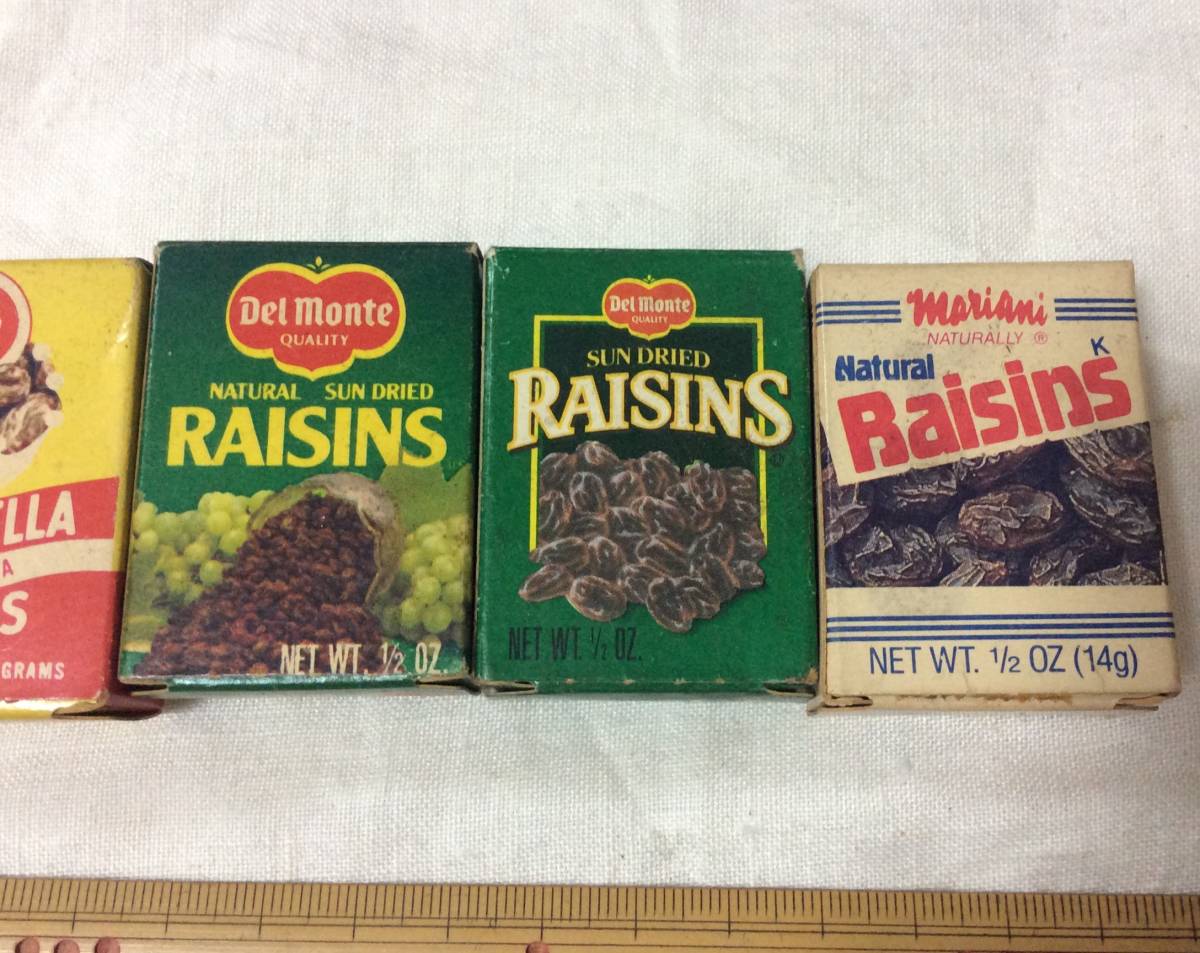 ELLA
A
S
GRAMS
Del Monte
QUALITY
NATURAL SUN DRIED
RAISINS
NET WT. 1/2 OZ.
Del Monte
QUALITY
SUN DRIED
RAISINS
NET WT. 1/2 OZ.
Mariani
NATURALLY ®
K
Natural
Raisins
NET WT. 1/2 OZ (14g)